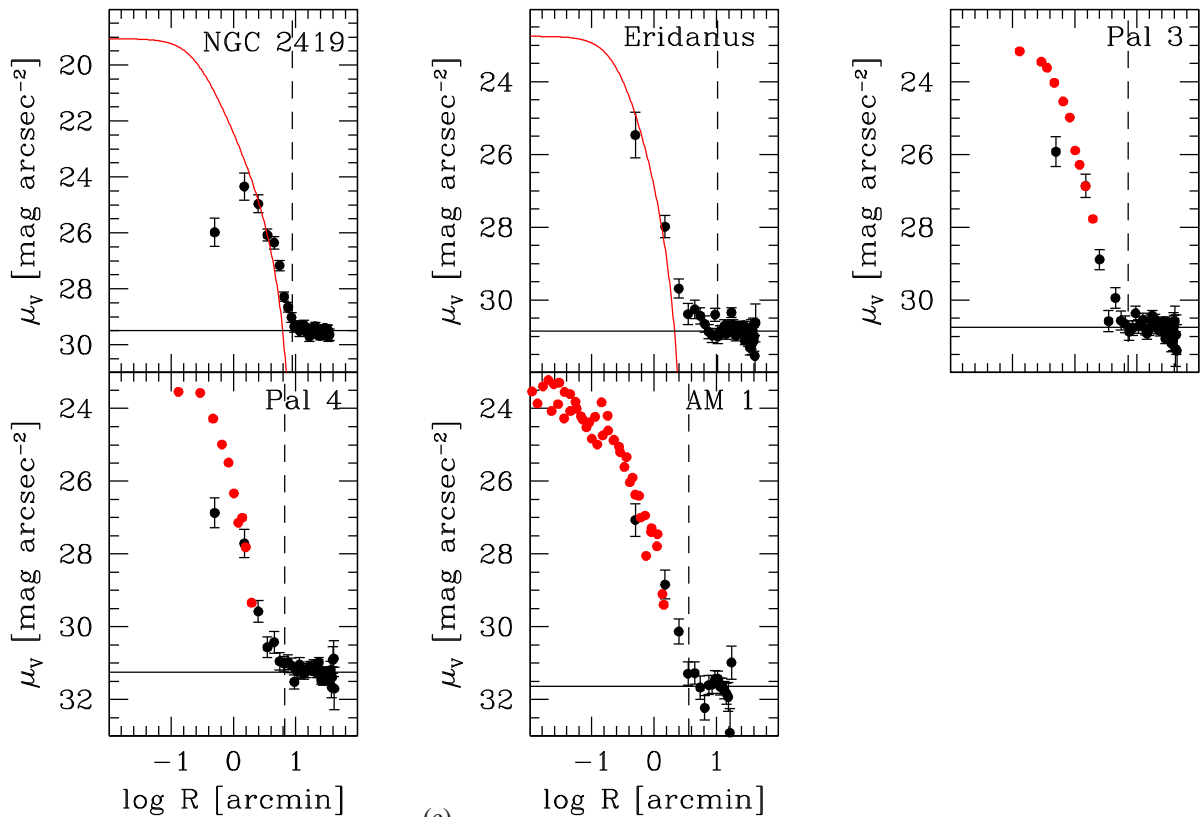 NGC 2419
20
22
24
26
28
30
μV [mag arcsec−2]
Eridanus
24
26
28
30
μV [mag arcsec−2]
Pal 3
24
26
28
30
μV [mag arcsec−2]
Pal 4
24
26
28
30
32
μV [mag arcsec−2]
−1 0 1
log R [arcmin]
AM 1
24
26
28
30
32
μV [mag arcsec−2]
−1 0 1
log R [arcmin]